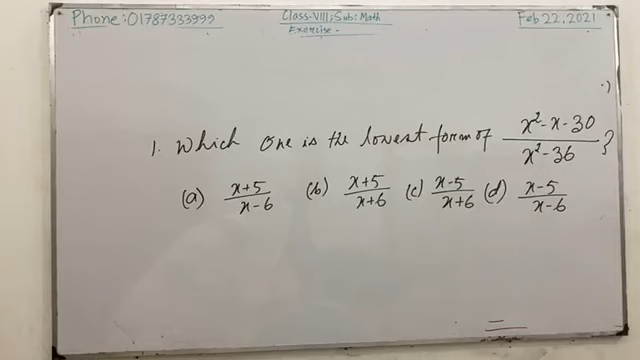 Phone:01787333999 Class-VIII; Sub: Math Feb 22, 2021
Exercise-
1. Which one is the lowest form of (x²-x-30)/(x²-36)?
(a) (x+5)/(x-6) (b) (x+5)/(x+6) (c) (x-5)/(x+6) (d) (x-5)/(x-6)